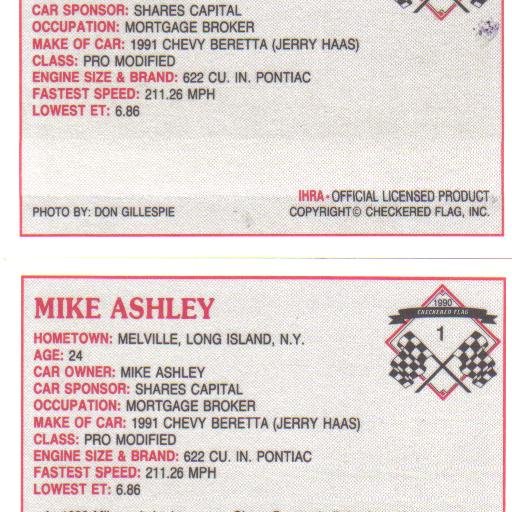 CAR SPONSOR: SHARES CAPITAL
OCCUPATION: MORTGAGE BROKER
MAKE OF CAR: 1991 CHEVY BERETTA (JERRY HAAS)
CLASS: PRO MODIFIED
ENGINE SIZE & BRAND: 622 CU. IN. PONTIAC
FASTEST SPEED: 211.26 MPH
LOWEST ET: 6.86
IHRA • OFFICIAL LICENSED PRODUCT
PHOTO BY: DON GILLESPIE COPYRIGHT© CHECKERED FLAG, INC.
1990
CHECKERED FLAG
1
MIKE ASHLEY
HOMETOWN: MELVILLE, LONG ISLAND, N.Y.
AGE: 24
CAR OWNER: MIKE ASHLEY
CAR SPONSOR: SHARES CAPITAL
OCCUPATION: MORTGAGE BROKER
MAKE OF CAR: 1991 CHEVY BERETTA (JERRY HAAS)
CLASS: PRO MODIFIED
ENGINE SIZE & BRAND: 622 CU. IN. PONTIAC
FASTEST SPEED: 211.26 MPH
LOWEST ET: 6.86